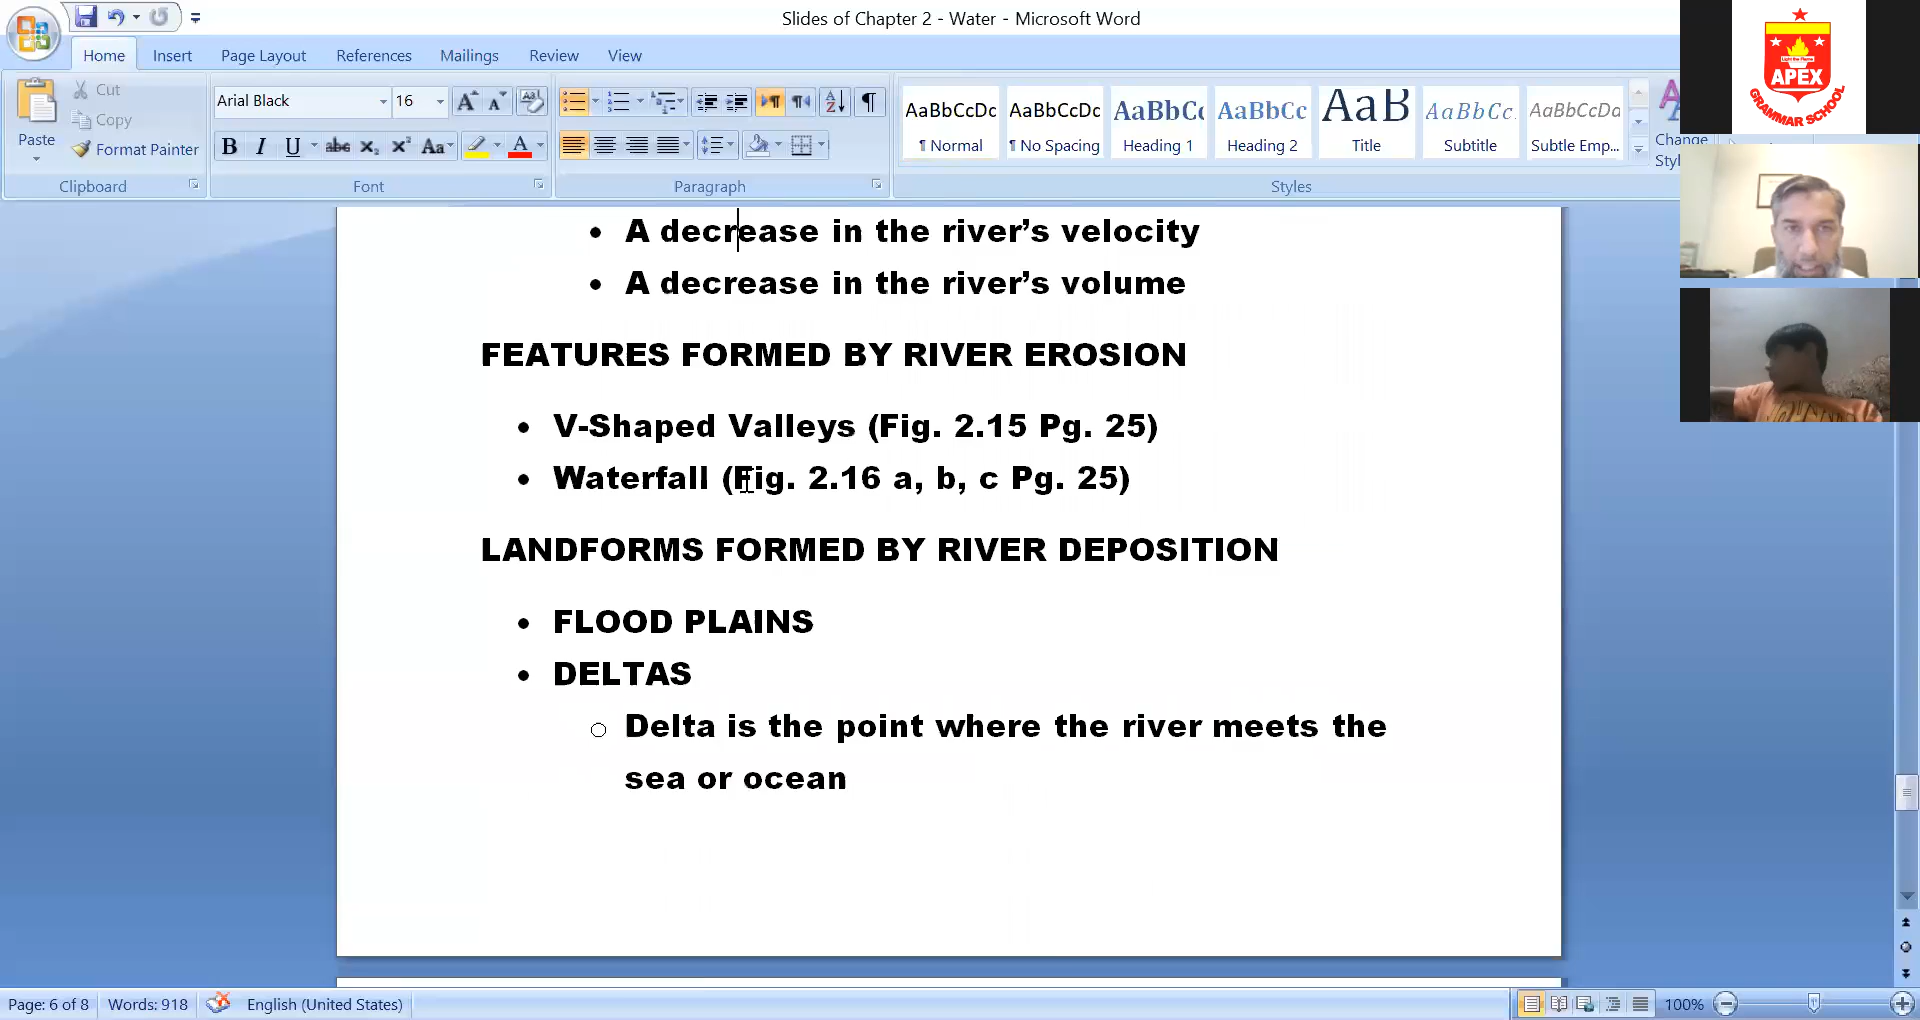 Slides of Chapter 2 - Water - Microsoft Word
Home Insert Page Layout References Mailings Review View
Paste
Cut
Copy
Format Painter
Clipboard
Arial Black 16
Font
Paragraph
AaBbCcDc AaBbCcDc AaBbCc AaBbCc AaB AaBbCc. AaBbCcDa
¶ Normal ¶ No Spacing Heading 1 Heading 2 Title Subtitle Subtle Emp...
Change
Styl
Styles
Light the Flame
APEX
GRAMMAR SCHOOL
• A decrease in the river’s velocity
• A decrease in the river’s volume
FEATURES FORMED BY RIVER EROSION
• V-Shaped Valleys (Fig. 2.15 Pg. 25)
• Waterfall (Fig. 2.16 a, b, c Pg. 25)
LANDFORMS FORMED BY RIVER DEPOSITION
• FLOOD PLAINS
• DELTAS
○ Delta is the point where the river meets the
sea or ocean
Page: 6 of 8 Words: 918 English (United States) 100%